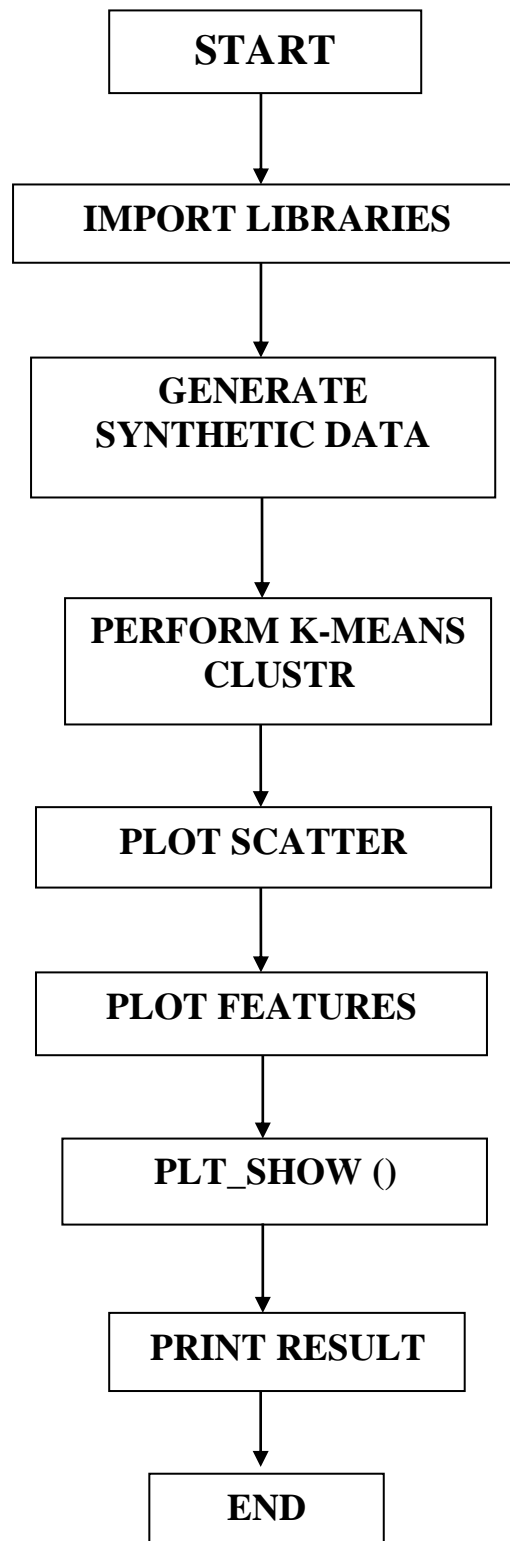 START
IMPORT LIBRARIES
GENERATE
SYNTHETIC DATA
PERFORM K-MEANS
CLUSTR
PLOT SCATTER
PLOT FEATURES
PLT_SHOW ()
PRINT RESULT
END